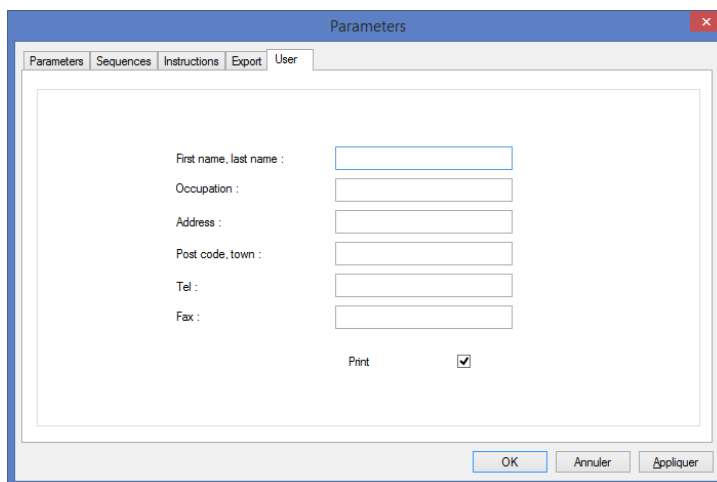 Parameters
Parameters Sequences Instructions Export User
First name, last name :
Occupation :
Address :
Post code, town :
Tel :
Fax :
Print
OK Annuler Appliquer